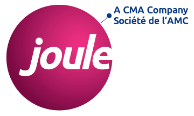 A CMA Company
Société de l'AMC
joule